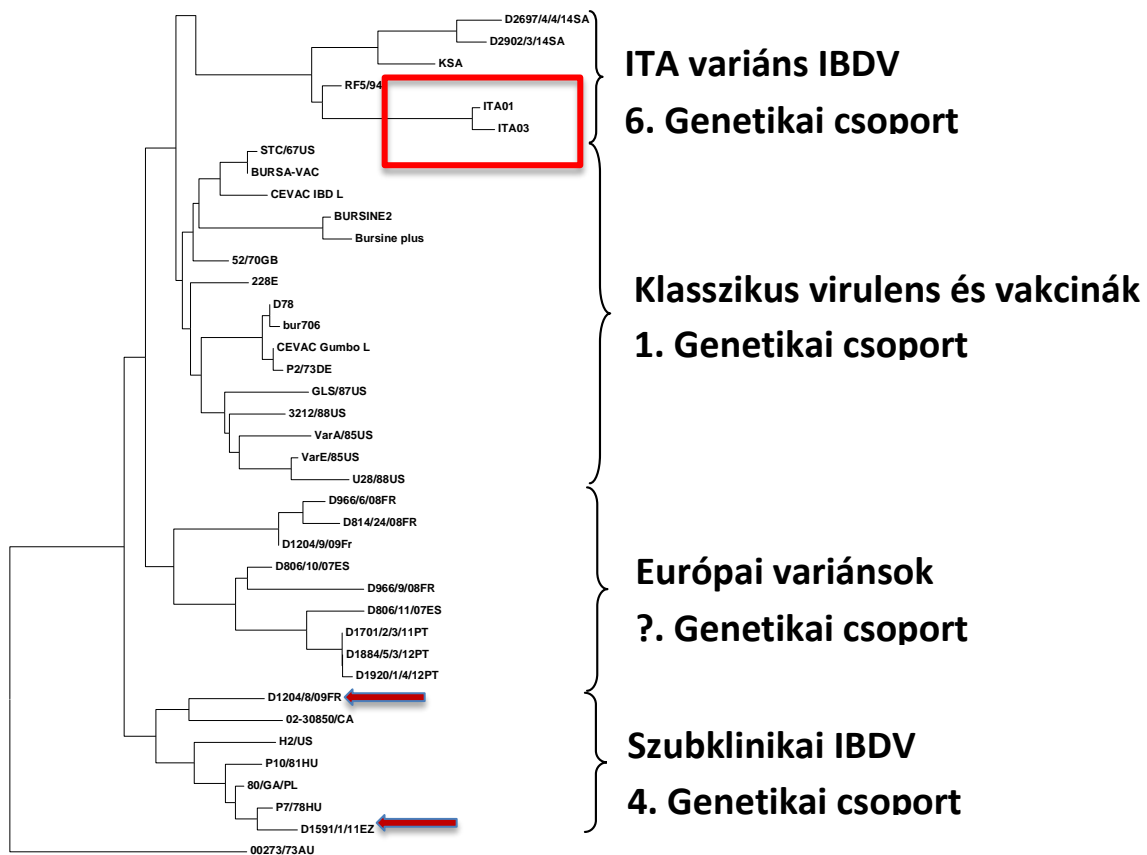 D2697/4/4/14SA
D2902/3/14SA
KSA
RF5/94
ITA01
ITA03
ITA variáns IBDV
6. Genetikai csoport
STC/67US
BURSA-VAC
CEVAC IBD L
BURSINE2
Bursine plus
52/70GB
228E
D78
bur706
CEVAC Gumbo L
P2/73DE
GLS/87US
3212/88US
VarA/85US
VarE/85US
U28/88US
Klasszikus virulens és vakcinák
1. Genetikai csoport
D966/6/08FR
D814/24/08FR
D1204/9/09Fr
D806/10/07ES
D966/9/08FR
D806/11/07ES
D1701/2/3/11PT
D1884/5/3/12PT
D1920/1/4/12PT
Európai variánsok
?. Genetikai csoport
D1204/8/09FR
02-30850/CA
H2/US
P10/81HU
80/GA/PL
P7/78HU
D1591/1/11EZ
Szubklinikai IBDV
4. Genetikai csoport
00273/73AU